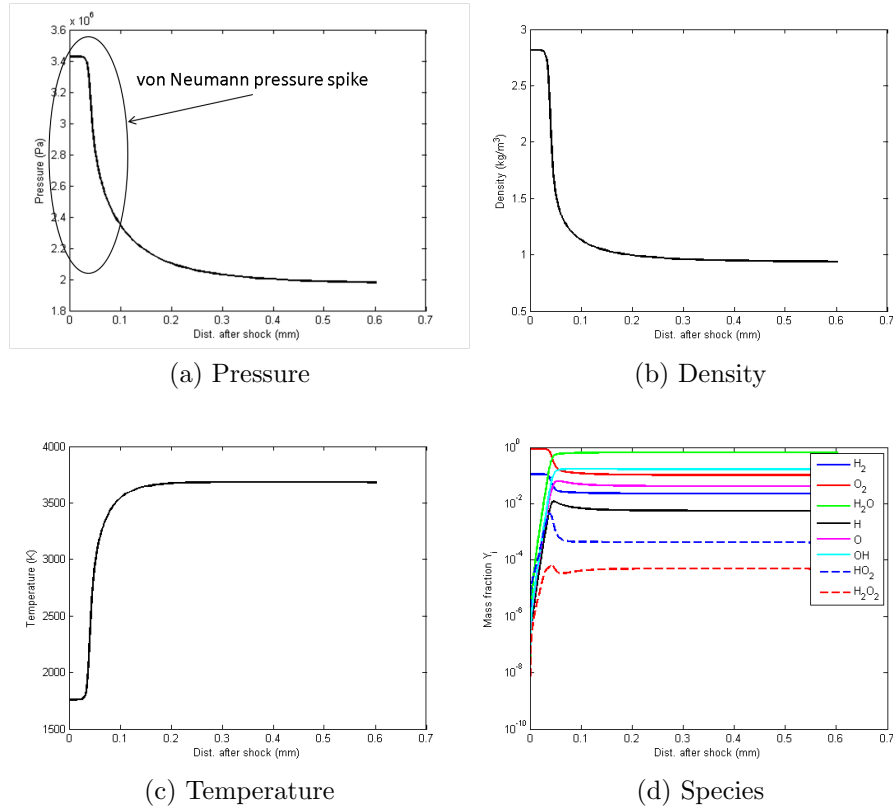 x 10^6
3.6
3.4
3.2
3
2.8
2.6
2.4
2.2
2
1.8
Pressure (Pa)
von Neumann pressure spike
0 0.1 0.2 0.3 0.4 0.5 0.6 0.7
Dist. after shock (mm)
(a) Pressure
3
2.5
2
1.5
1
0.5
Density (kg/m^3)
0 0.1 0.2 0.3 0.4 0.5 0.6 0.7
Dist. after shock (mm)
(b) Density
4000
3500
3000
2500
2000
1500
Temperature (K)
0 0.1 0.2 0.3 0.4 0.5 0.6 0.7
Dist. after shock (mm)
(c) Temperature
10^0
10^-2
10^-4
10^-6
10^-8
10^-10
Mass fraction Y_i
H_2
O_2
H_2O
H
O
OH
HO_2
H_2O_2
0 0.1 0.2 0.3 0.4 0.5 0.6 0.7
Dist. after shock (mm)
(d) Species